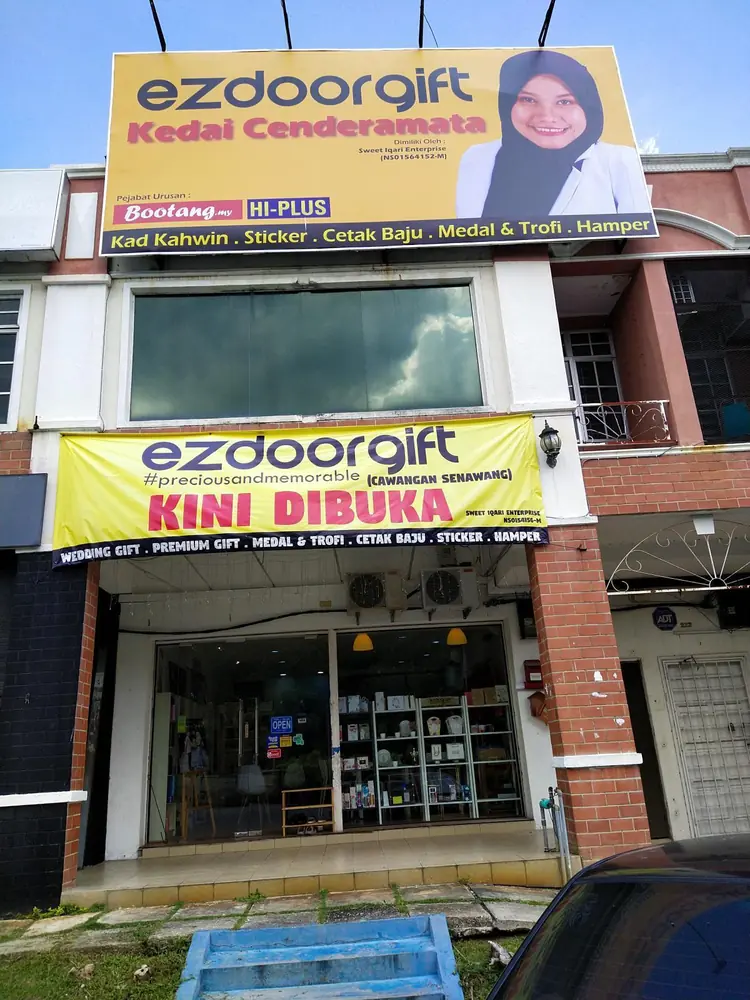 ezdoorgift
Kedai Cenderamata
Dimiliki Oleh :
Sweet Iqari Enterprise
(NS01564152-M)
Pejabat Urusan :
Bootang.my HI-PLUS
Kad Kahwin . Sticker . Cetak Baju . Medal & Trofi . Hamper
ezdoorgift
#preciousandmemorable (CAWANGAN SENAWANG)
KINI DIBUKA
SWEET IQARI ENTERPRISE
WEDDING GIFT . PREMIUM GIFT . MEDAL & TROFI . CETAK BAJU . STICKER . HAMPER
ADT
OPEN